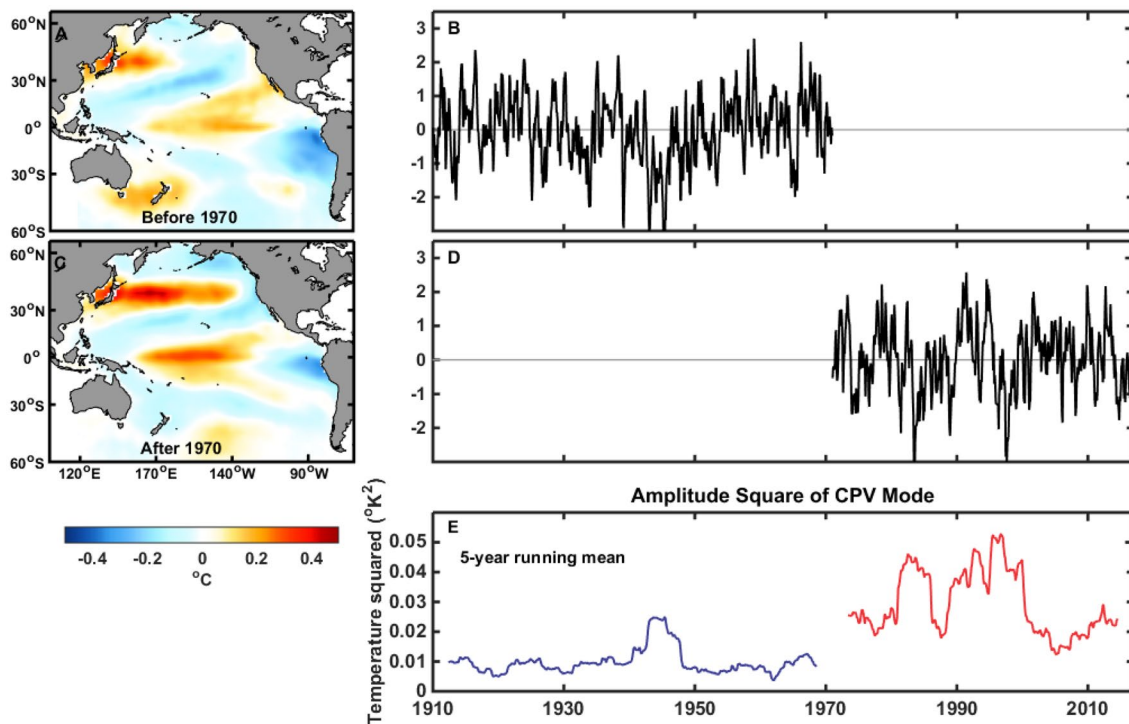 A
60°N
30°N
0°
30°S
60°S
Before 1970
B
3
2
1
0
-1
-2
C
60°N
30°N
0°
30°S
60°S
After 1970
120°E
170°E
140°W
90°W
D
3
2
1
0
-1
-2
-0.4 -0.2 0 0.2 0.4
°C
Amplitude Square of CPV Mode
Temperature squared (°K²)
E
5-year running mean
0.05
0.04
0.03
0.02
0.01
0
1910 1930 1950 1970 1990 2010